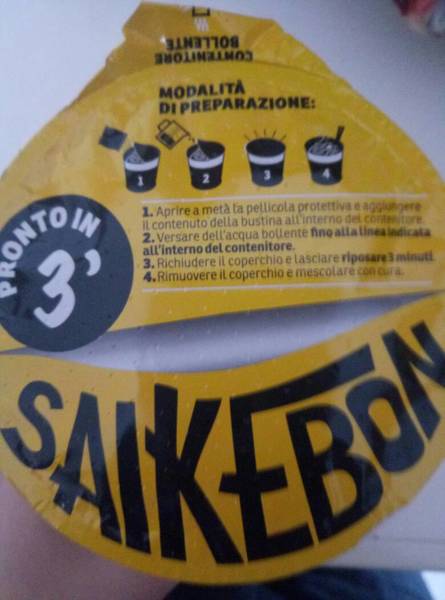 CONTENITORE
BOLLENTE
MODALITÀ
DI PREPARAZIONE:
1 2 3 4
PRONTO IN
3'
1. Aprire a metà la pellicola protettiva e aggiungere
il contenuto della bustina all'interno del contenitore.
2. Versare dell'acqua bollente fino alla linea indicata
all'interno del contenitore.
3. Richiudere il coperchio e lasciare riposare 3 minuti.
4. Rimuovere il coperchio e mescolare con cura.
SAIKEBON